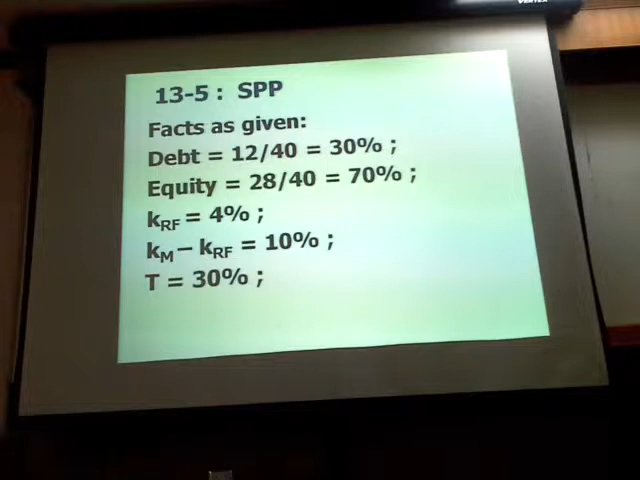 VERTEX
13-5 : SPP
Facts as given:
Debt = 12/40 = 30% ;
Equity = 28/40 = 70% ;
kRF = 4% ;
kM – kRF = 10% ;
T = 30% ;